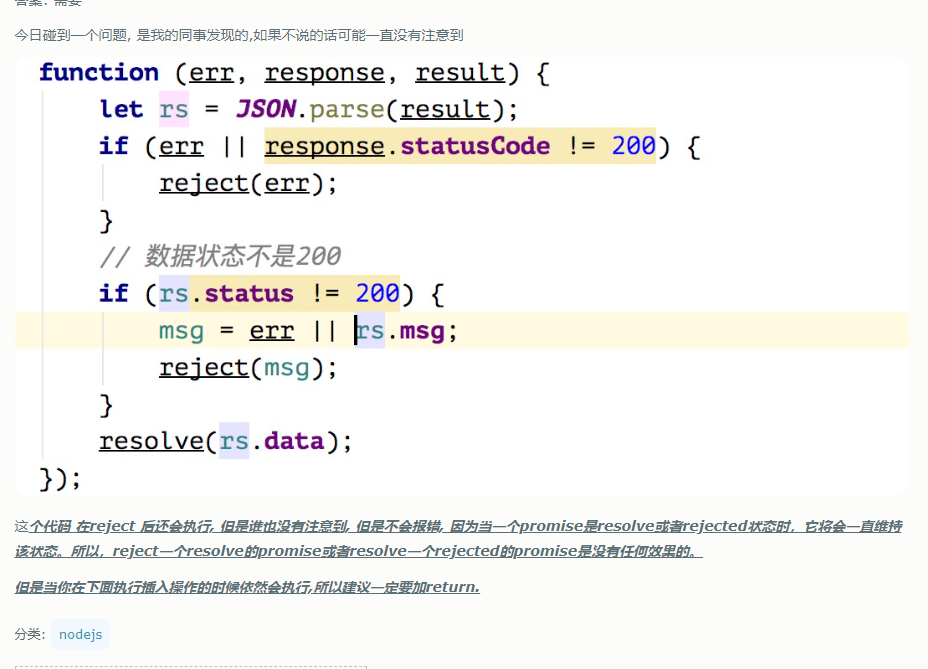 答案: 需要
今日碰到一个问题, 是我的同事发现的,如果不说的话可能一直没有注意到
function (err, response, result) {
let rs = JSON.parse(result);
if (err || response.statusCode != 200) {
reject(err);
}
// 数据状态不是200
if (rs.status != 200) {
msg = err || rs.msg;
reject(msg);
}
resolve(rs.data);
});
这个代码 在reject 后还会执行, 但是谁也没有注意到, 但是不会报错, 因为当一个promise是resolve或者rejected状态时，它将会一直维持
该状态。所以，reject一个resolve的promise或者resolve一个rejected的promise是没有任何效果的。
但是当你在下面执行插入操作的时候依然会执行,所以建议一定要加return.
分类: nodejs